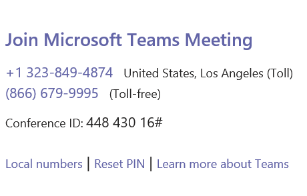 Join Microsoft Teams Meeting
+1 323-849-4874 United States, Los Angeles (Toll)
(866) 679-9995 (Toll-free)
Conference ID: 448 430 16#
Local numbers | Reset PIN | Learn more about Teams